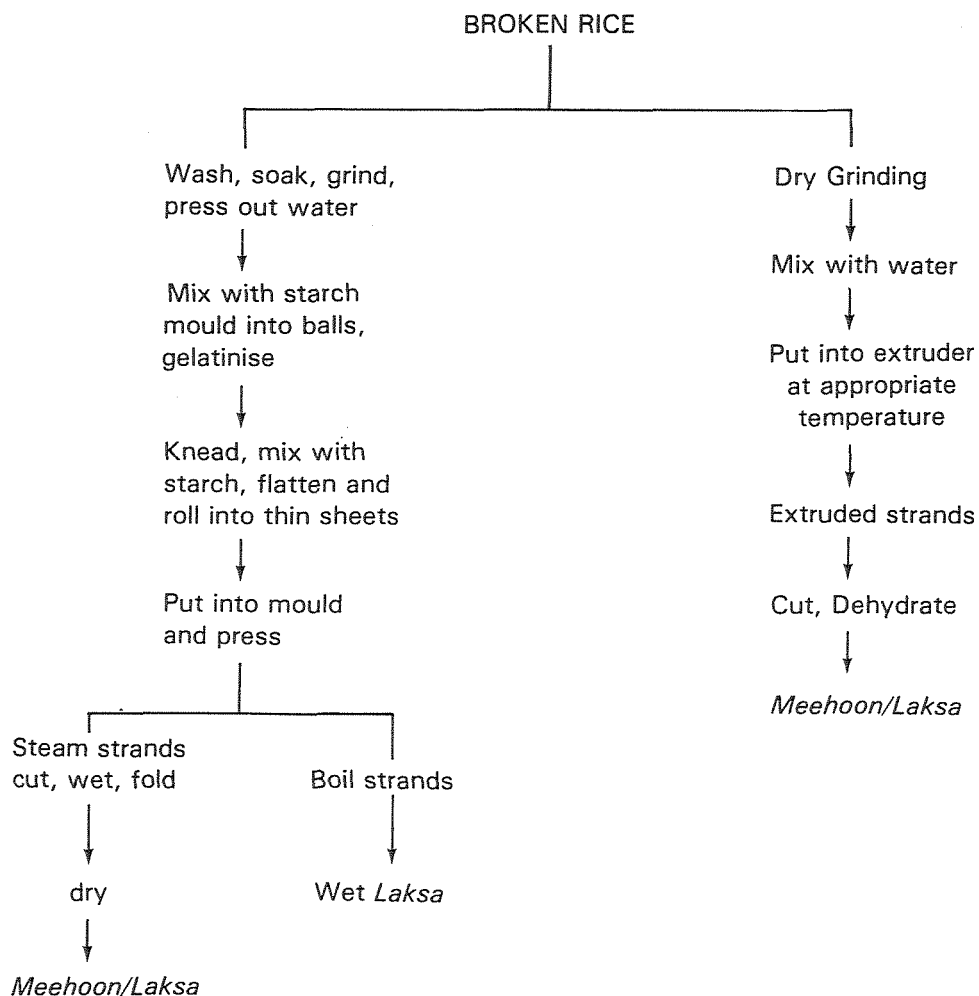 BROKEN RICE
Wash, soak, grind,
press out water
Mix with starch
mould into balls,
gelatinise
Knead, mix with
starch, flatten and
roll into thin sheets
Put into mould
and press
Steam strands
cut, wet, fold
dry
Meehoon/Laksa
Boil strands
Wet Laksa
Dry Grinding
Mix with water
Put into extruder
at appropriate
temperature
Extruded strands
Cut, Dehydrate
Meehoon/Laksa